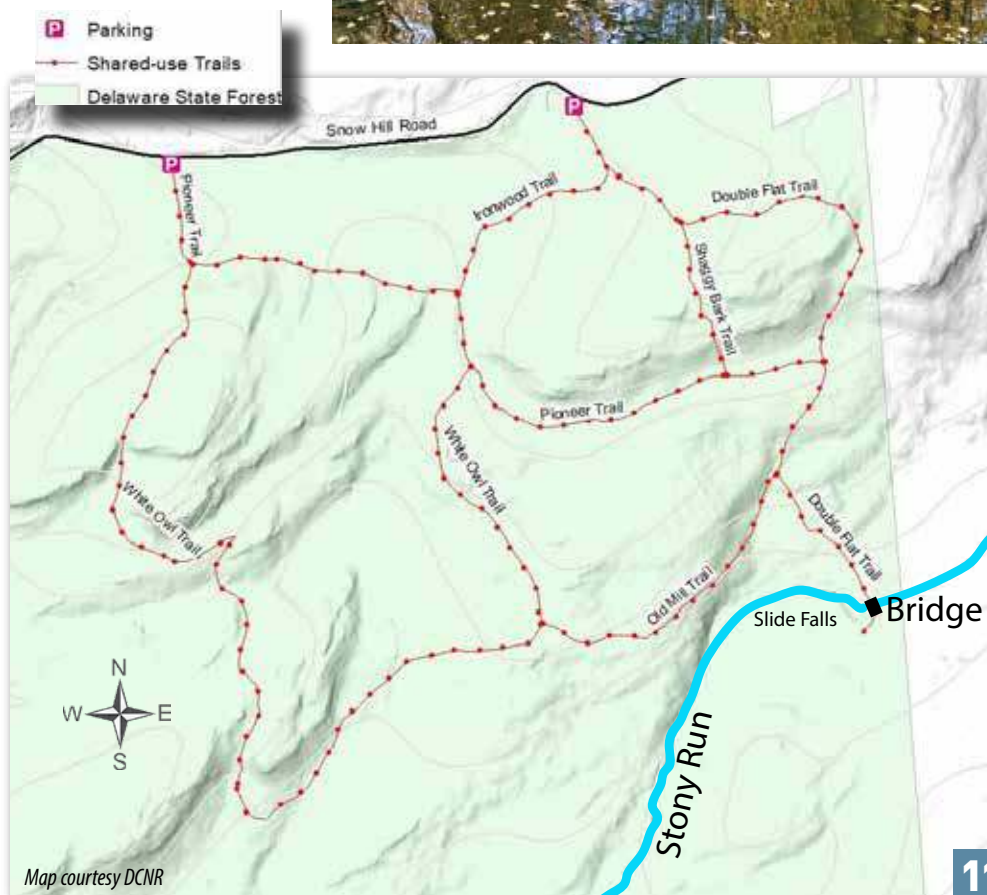 P Parking
Shared-use Trails
Delaware State Forest
Snow Hill Road
P
P
Pioneer Trail
Ironwood Trail
Double Flat Trail
Shaggy Bark Trail
Pioneer Trail
White Owl Trail
White Owl Trail
Double Flat Trail
Old Mill Trail
Slide Falls
Bridge
N
W E
S
Stony Run
Map courtesy DCNR